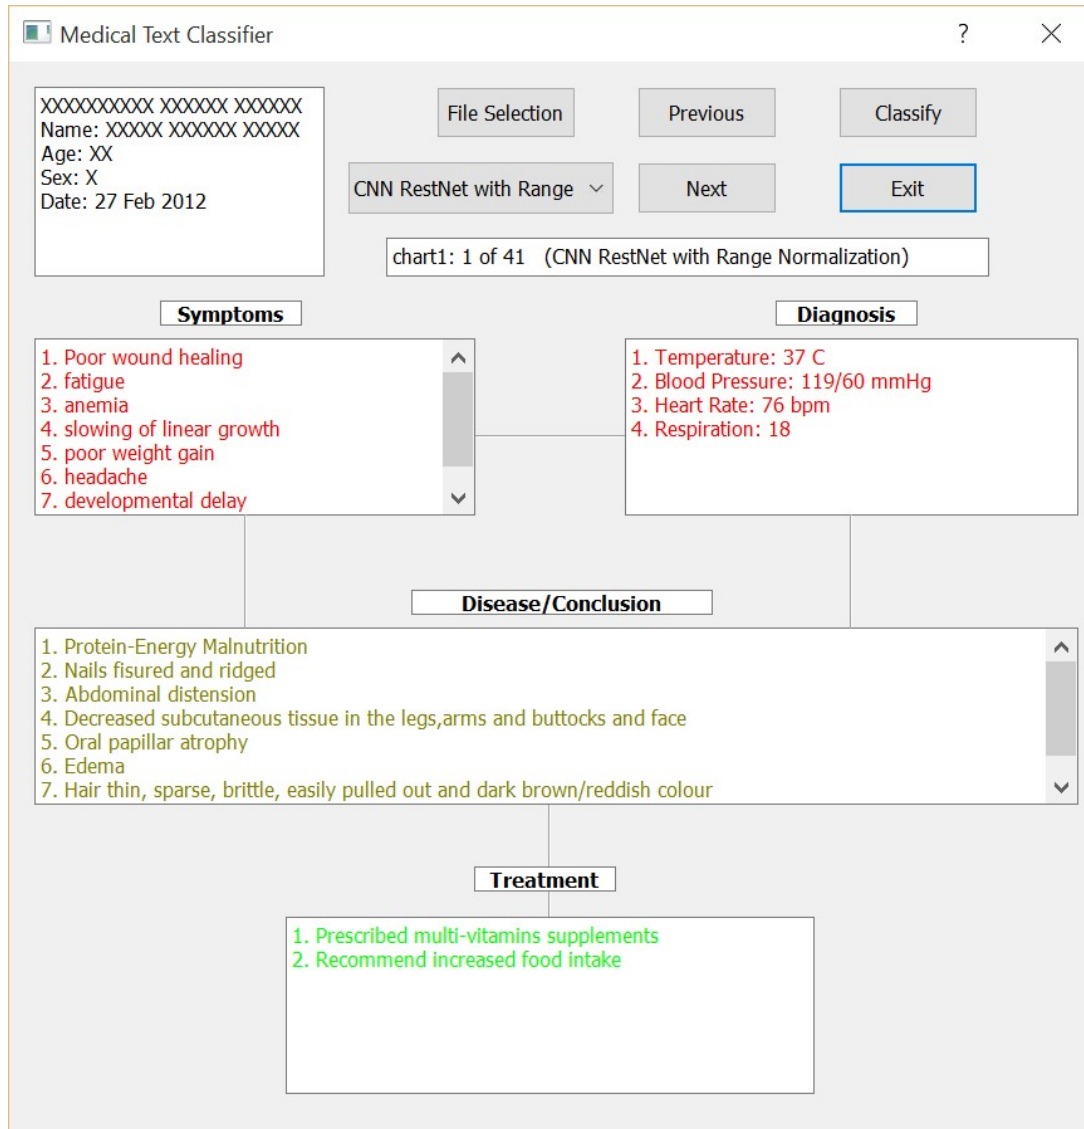 Medical Text Classifier
?
XXXXXXXXXX XXXXXX XXXXXX
Name: XXXXX XXXXXX XXXXX
Age: XX
Sex: X
Date: 27 Feb 2012
File Selection
Previous
Classify
CNN RestNet with Range
Next
Exit
chart1: 1 of 41 (CNN RestNet with Range Normalization)
Symptoms
1. Poor wound healing
2. fatigue
3. anemia
4. slowing of linear growth
5. poor weight gain
6. headache
7. developmental delay
Diagnosis
1. Temperature: 37 C
2. Blood Pressure: 119/60 mmHg
3. Heart Rate: 76 bpm
4. Respiration: 18
Disease/Conclusion
1. Protein-Energy Malnutrition
2. Nails fisured and ridged
3. Abdominal distension
4. Decreased subcutaneous tissue in the legs,arms and buttocks and face
5. Oral papillar atrophy
6. Edema
7. Hair thin, sparse, brittle, easily pulled out and dark brown/reddish colour
Treatment
1. Prescribed multi-vitamins supplements
2. Recommend increased food intake